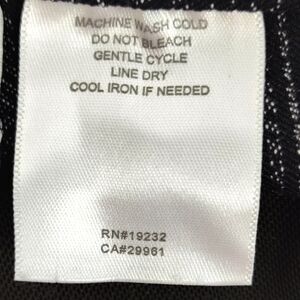 MACHINE WASH COLD
DO NOT BLEACH
GENTLE CYCLE
LINE DRY
COOL IRON IF NEEDED
RN#19232
CA#29961